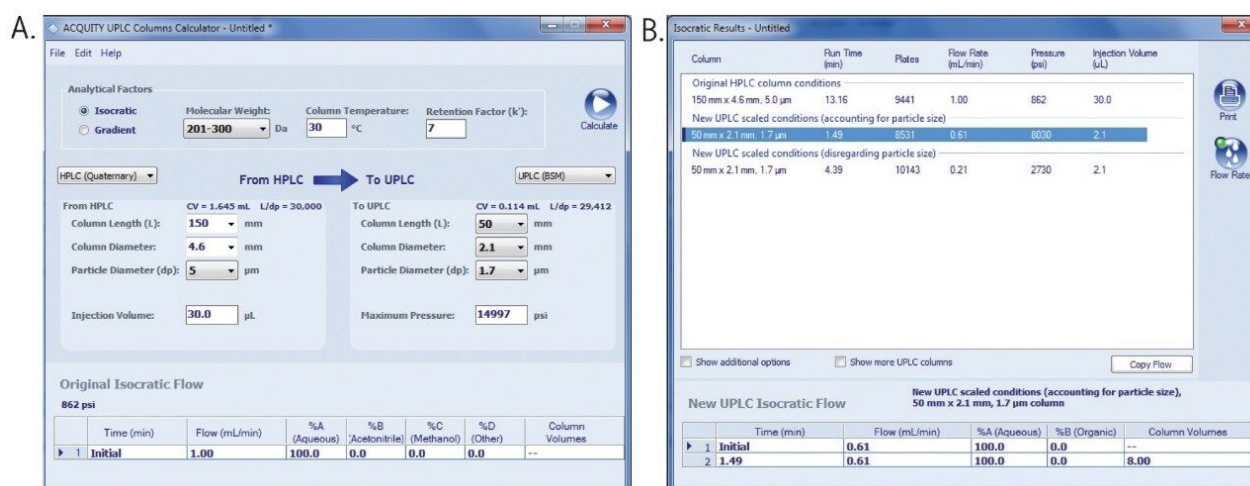 A.
ACQUITY UPLC Columns Calculator - Untitled *
File Edit Help
Analytical Factors
Isocratic
Gradient
Molecular Weight:
201-300 Da
Column Temperature:
30 °C
Retention Factor (k'):
7
Calculate
HPLC (Quaternary)
From HPLC To UPLC
UPLC (BSM)
From HPLC CV = 1.645 mL L/dp = 30,000
Column Length (L): 150 mm
Column Diameter: 4.6 mm
Particle Diameter (dp): 5 µm
Injection Volume: 30.0 µL
To UPLC CV = 0.114 mL L/dp = 29,412
Column Length (L): 50 mm
Column Diameter: 2.1 mm
Particle Diameter (dp): 1.7 µm
Maximum Pressure: 14997 psi
Original Isocratic Flow
862 psi
Time (min) Flow (mL/min) %A (Aqueous) %B (Acetonitrile) %C (Methanol) %D (Other) Column Volumes
1 Initial 1.00 100.0 0.0 0.0 0.0 --
B.
Isocratic Results - Untitled
Column Run Time (min) Plates Flow Rate (mL/min) Pressure (psi) Injection Volume (uL)
Original HPLC column conditions
150 mm x 4.6 mm, 5.0 µm 13.16 9441 1.00 862 30.0
New UPLC scaled conditions (accounting for particle size)
50 mm x 2.1 mm, 1.7 µm 1.49 8531 0.61 8030 2.1
New UPLC scaled conditions (disregarding particle size)
50 mm x 2.1 mm, 1.7 µm 4.39 10143 0.21 2730 2.1
Print
Flow Rate
Show additional options Show more UPLC columns Copy Flow
New UPLC Isocratic Flow
New UPLC scaled conditions (accounting for particle size),
50 mm x 2.1 mm, 1.7 µm column
Time (min) Flow (mL/min) %A (Aqueous) %B (Organic) Column Volumes
1 Initial 0.61 100.0 0.0 --
2 1.49 0.61 100.0 0.0 8.00